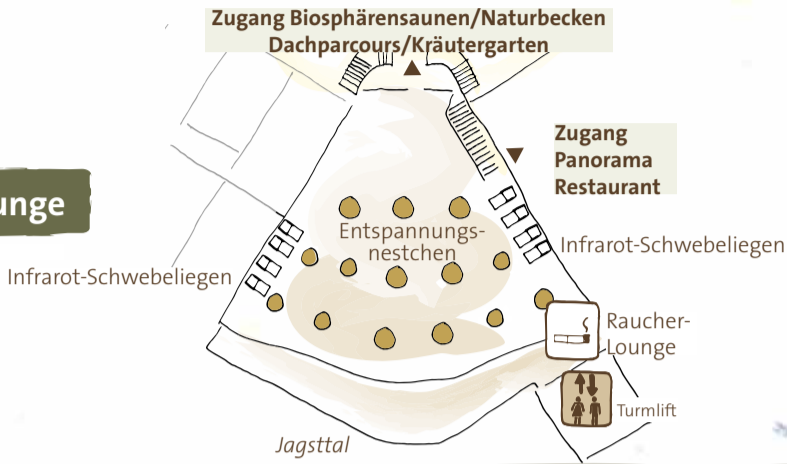 Zugang Biosphärensaunen/Naturbecken
Dachparcours/Kräutergarten
Zugang
Panorama
Restaurant
unge
Entspannungs-
nestchen
Infrarot-Schwebeliegen
Infrarot-Schwebeliegen
Raucher-
Lounge
Turmlift
Jagsttal